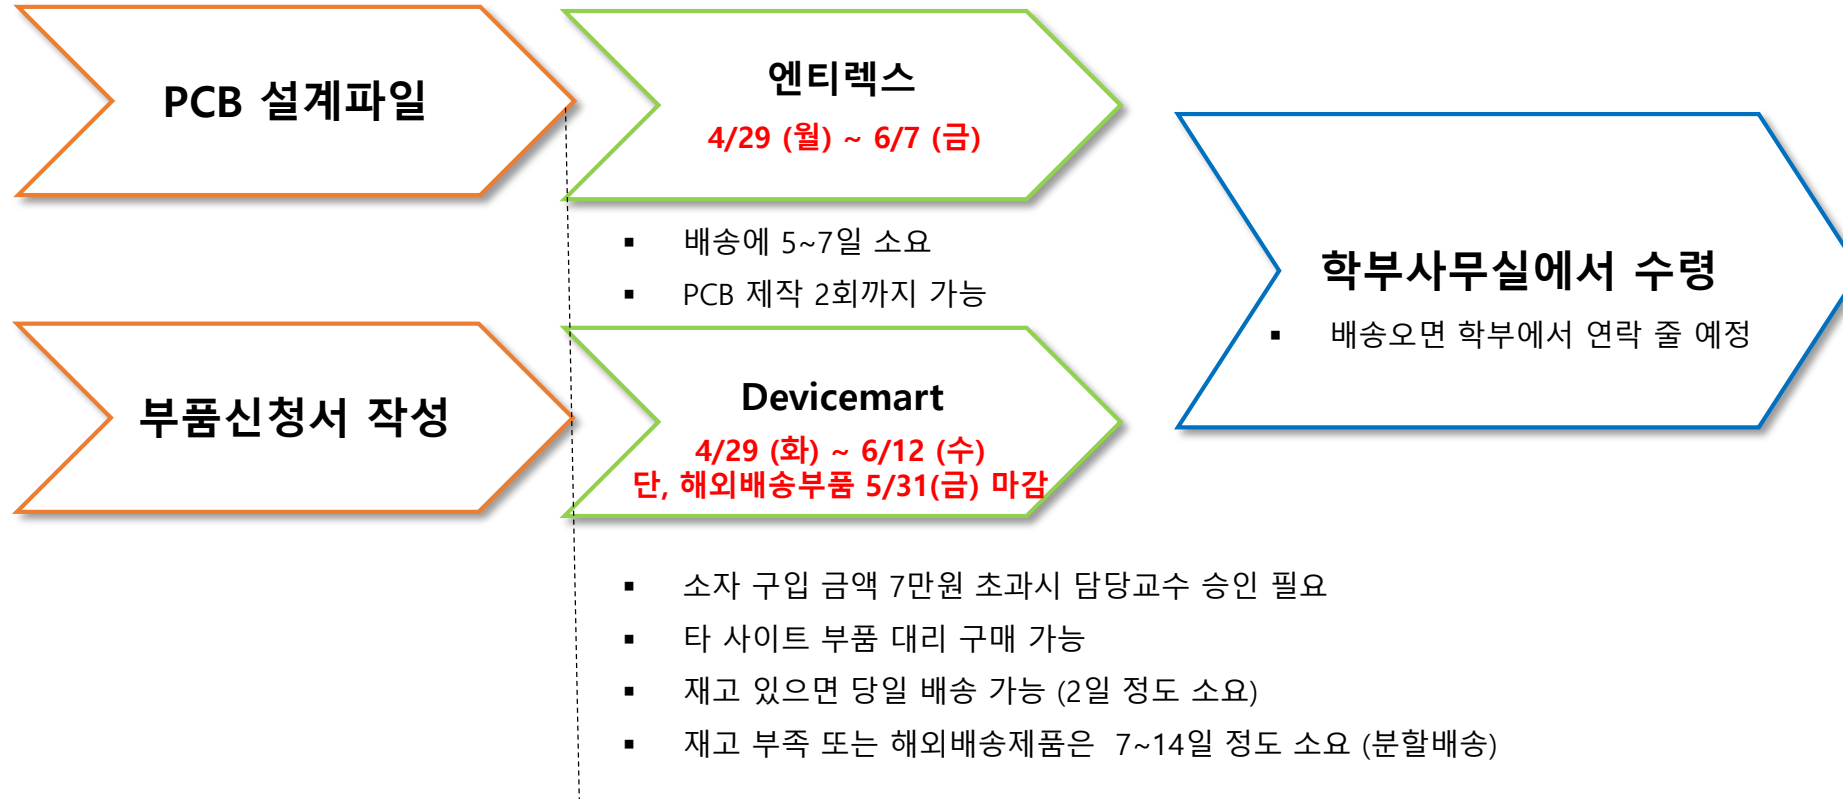 PCB 설계파일
엔티렉스
4/29 (월) ~ 6/7 (금)
▪ 배송에 5~7일 소요
▪ PCB 제작 2회까지 가능
학부사무실에서 수령
▪ 배송오면 학부에서 연락 줄 예정
부품신청서 작성
Devicemart
4/29 (화) ~ 6/12 (수)
단, 해외배송부품 5/31(금) 마감
▪ 소자 구입 금액 7만원 초과시 담당교수 승인 필요
▪ 타 사이트 부품 대리 구매 가능
▪ 재고 있으면 당일 배송 가능 (2일 정도 소요)
▪ 재고 부족 또는 해외배송제품은 7~14일 정도 소요 (분할배송)